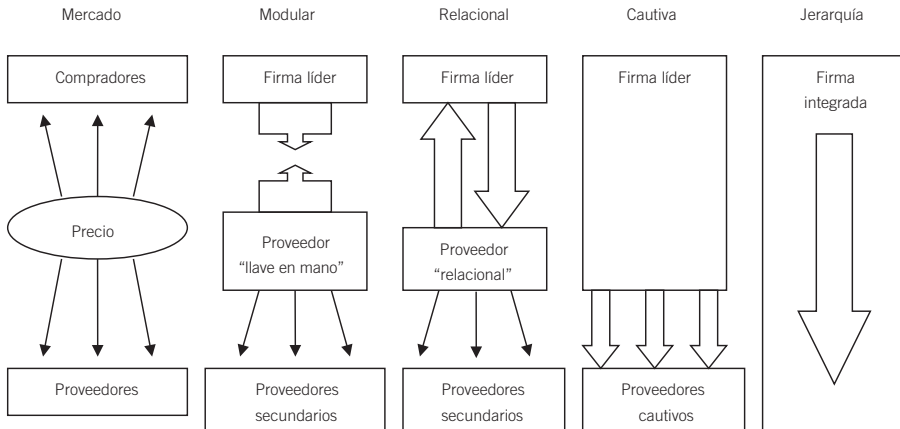 Mercado
Modular
Relacional
Cautiva
Jerarquía
Compradores
Firma líder
Firma líder
Firma líder
Firma
integrada
Precio
Proveedor
“llave en mano”
Proveedor
“relacional”
Proveedores
Proveedores
secundarios
Proveedores
secundarios
Proveedores
cautivos